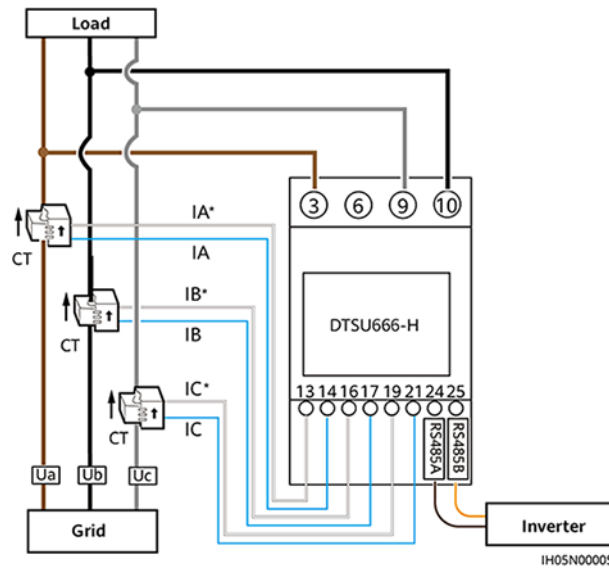 Load
3 6 9 10
IA*
IA
CT
IB*
DTSU666-H
IB
CT
IC*
13 14 16 17 19 21 24 25
IC
CT
RS485A
RS485B
Ua Ub Uc
Grid
Inverter
IH05N00005